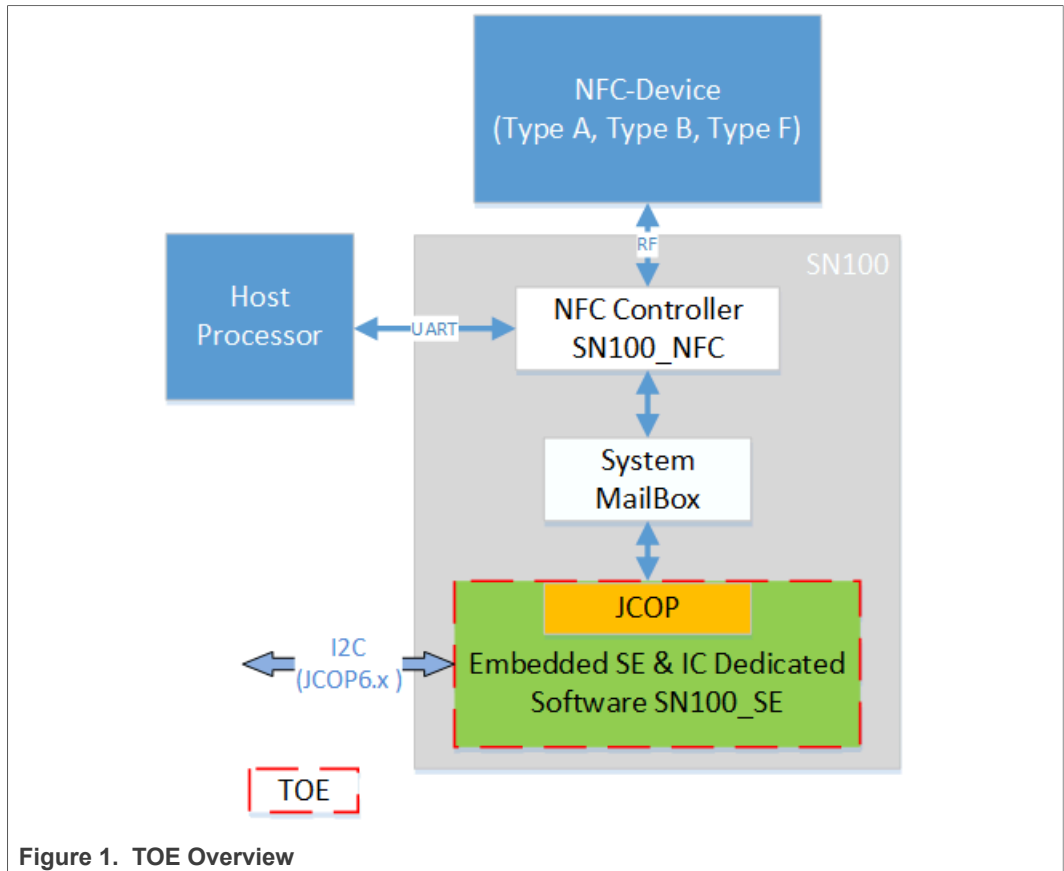 NFC-Device
(Type A, Type B, Type F)
RF
SN100
Host
Processor
UART
NFC Controller
SN100_NFC
System
MailBox
JCOP
I2C
(JCOP6.x )
Embedded SE & IC Dedicated
Software SN100_SE
TOE
Figure 1. TOE Overview